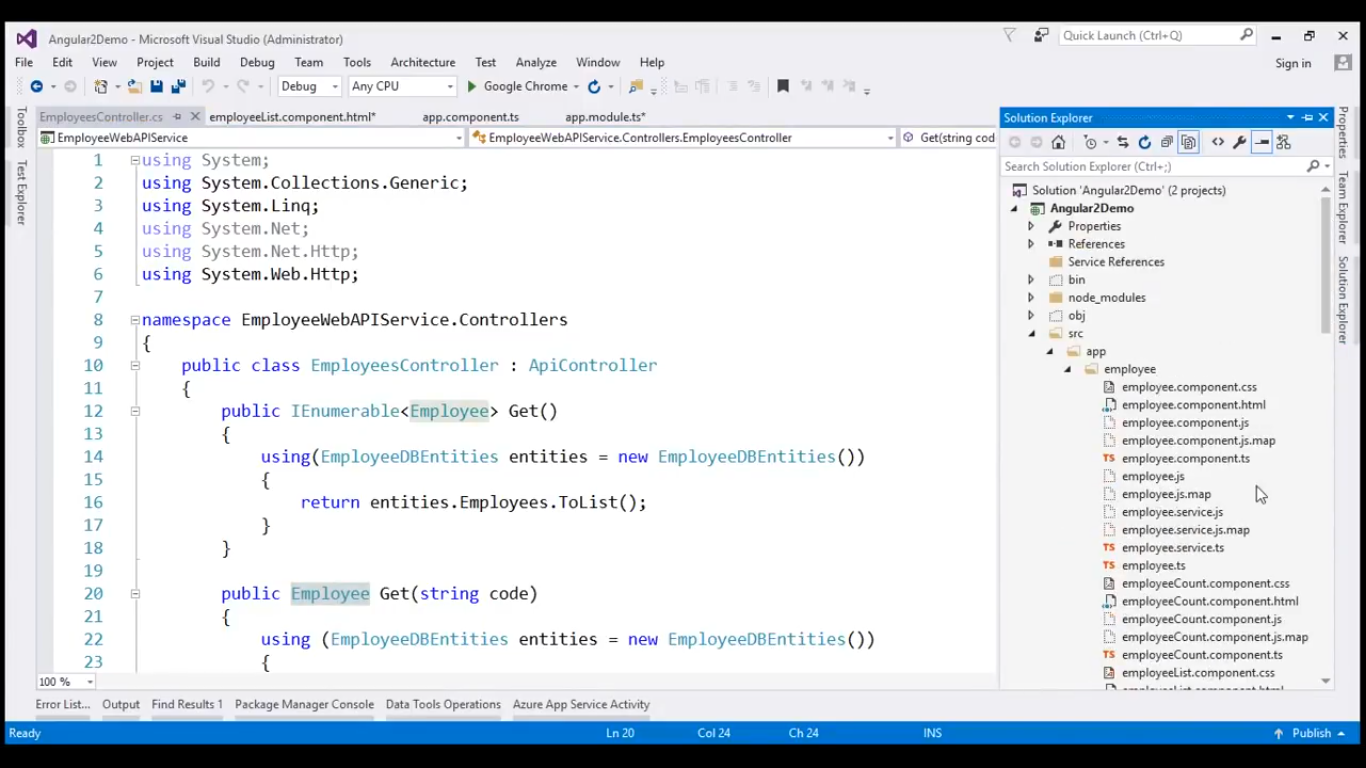 Angular2Demo - Microsoft Visual Studio (Administrator)
Quick Launch (Ctrl+Q)
File Edit View Project Build Debug Team Tools Architecture Test Analyze Window Help
Sign in
Debug Any CPU Google Chrome
EmployeesController.cs employeeList.component.html* app.component.ts app.module.ts*
EmployeeWebAPIService EmployeeWebAPIService.Controllers.EmployeesController Get(string cod
Toolbox
Test Explorer
1 using System;
2 using System.Collections.Generic;
3 using System.Linq;
4 using System.Net;
5 using System.Net.Http;
6 using System.Web.Http;
7
8 namespace EmployeeWebAPIService.Controllers
9 {
10 public class EmployeesController : ApiController
11 {
12 public IEnumerable<Employee> Get()
13 {
14 using(EmployeeDBEntities entities = new EmployeeDBEntities())
15 {
16 return entities.Employees.ToList();
17 }
18 }
19
20 public Employee Get(string code)
21 {
22 using (EmployeeDBEntities entities = new EmployeeDBEntities())
23 {
100 %
Solution Explorer
Search Solution Explorer (Ctrl+;)
Solution 'Angular2Demo' (2 projects)
Angular2Demo
Properties
References
Service References
bin
node_modules
obj
src
app
employee
employee.component.css
employee.component.html
employee.component.js
employee.component.js.map
TS employee.component.ts
employee.js
employee.js.map
employee.service.js
employee.service.js.map
TS employee.service.ts
TS employee.ts
employeeCount.component.css
employeeCount.component.html
employeeCount.component.js
employeeCount.component.js.map
TS employeeCount.component.ts
employeeList.component.css
employeeList.component.html
Properties
Team Explorer
Solution Explorer
Error List... Output Find Results 1 Package Manager Console Data Tools Operations Azure App Service Activity
Ready Ln 20 Col 24 Ch 24 INS Publish